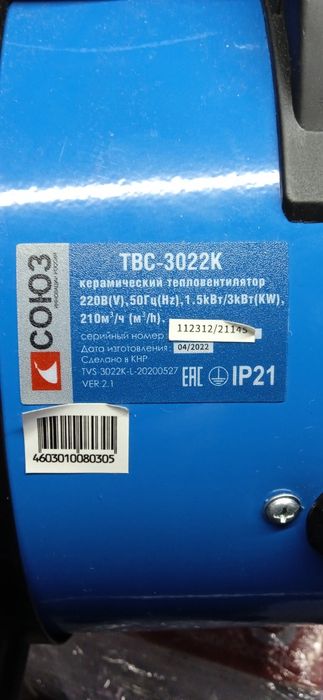 СОЮЗ
ТВС-3022К
керамический тепловентилятор
220В(V),50Гц(Hz),1.5кВт/3кВт(KW),
210м³/ч (м³/h).
серийный номер: 112312/21145
Дата изготовления: 04/2022
Сделано в КНР
TVS-3022K-L-20200527
VER 2.1
EAC IP21
4603010080305